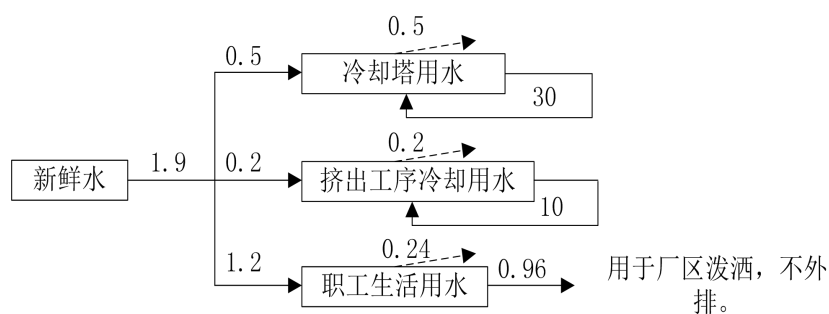 0.5
0.5
冷却塔用水
30
0.2
1.9
0.2
新鲜水
挤出工序冷却用水
10
0.24
1.2
0.96
职工生活用水
用于厂区泼洒，不外
排。